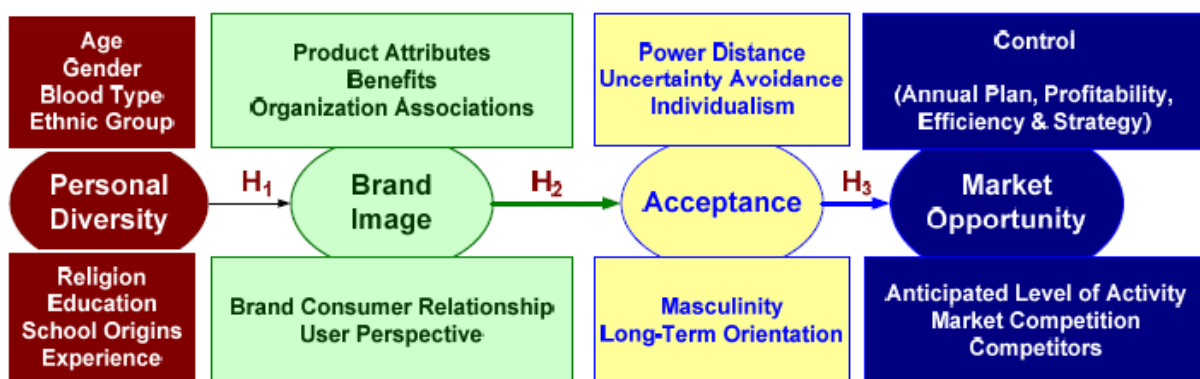 Age
Gender
Blood Type
Ethnic Group
Product Attributes
Benefits
Organization Associations
Power Distance
Uncertainty Avoidance
Individualism
Control
(Annual Plan, Profitability,
Efficiency & Strategy)
Personal
Diversity
H1
Brand
Image
H2
Acceptance
H3
Market
Opportunity
Religion
Education
School Origins
Experience
Brand Consumer Relationship
User Perspective
Masculinity
Long-Term Orientation
Anticipated Level of Activity
Market Competition
Competitors